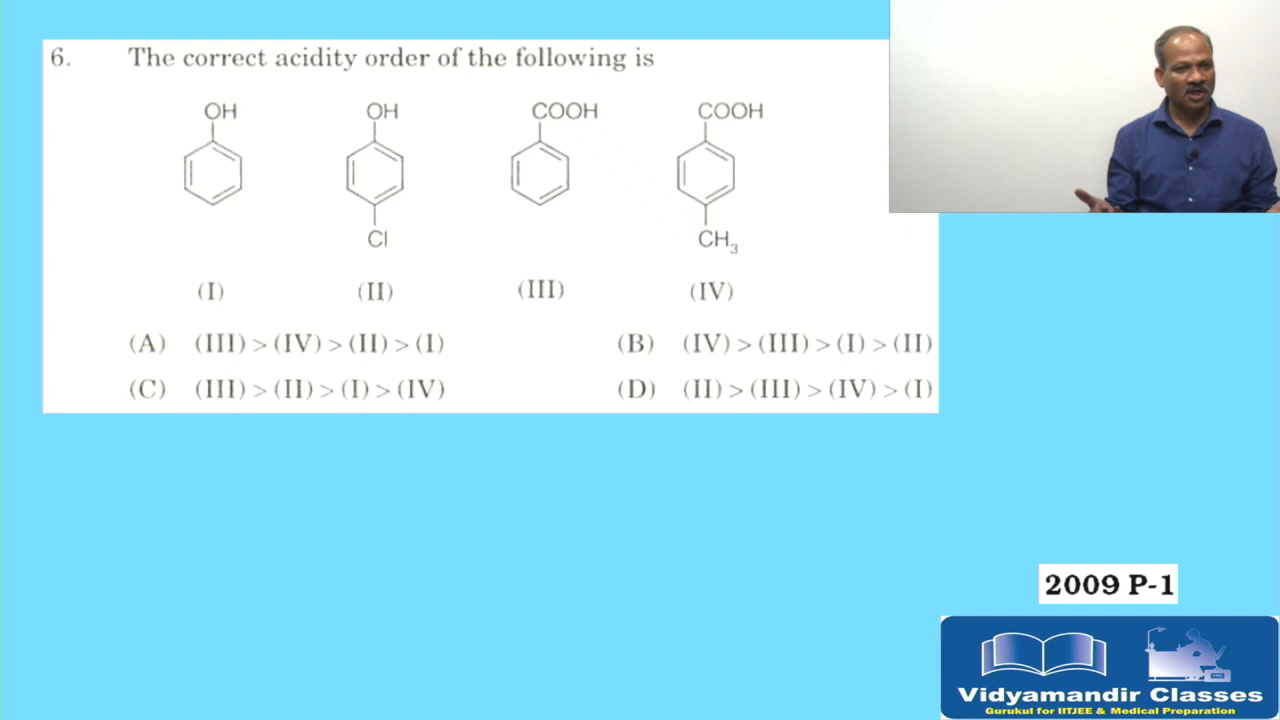 6. The correct acidity order of the following is
OH OH COOH COOH
Cl CH3
(I) (II) (III) (IV)
(A) (III) > (IV) > (II) > (I) (B) (IV) > (III) > (I) > (II)
(C) (III) > (II) > (I) > (IV) (D) (II) > (III) > (IV) > (I)
2009 P-1
Vidyamandir Classes
Gurukul for IITJEE & Medical Preparation